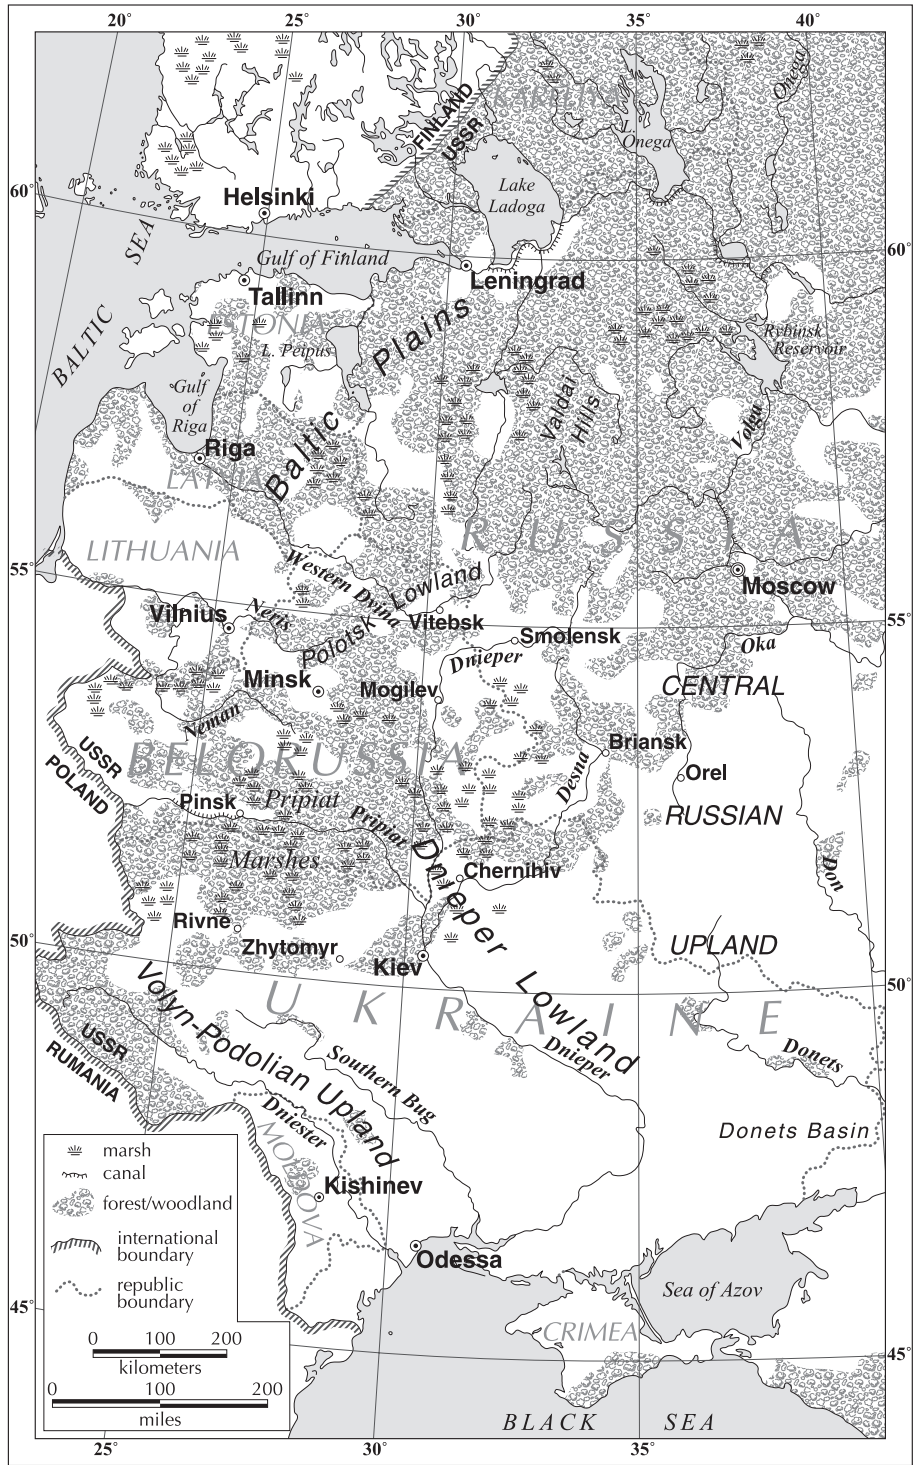 20° 25° 30° 35° 40°
KARELIA
Onega
FINLAND
USSR
L.
Onega
60°
Helsinki
Lake
Ladoga
BALTIC SEA
Gulf of Finland
60°
Tallinn
Leningrad
ESTONIA
L. Peipus
Rybinsk
Reservoir
Gulf
of
Riga
Baltic Plains
Valdai
Hills
Volga
Riga
LATVIA
RUSSIA
LITHUANIA
Western Dvina
55°
Polotsk Lowland
Moscow
Vilnius
Neris
Vitebsk
55°
Smolensk
Oka
Dnieper
Minsk
Mogilev
CENTRAL
Neman
Briansk
BELORUSSIA
USSR
POLAND
Desna
Orel
Pinsk
Pripiat
RUSSIAN
Pripiat
Marshes
Dnieper Lowland
Chernihiv
Don
Rivne
50°
Zhytomyr
UPLAND
Kiev
Volyn-Podolian Upland
50°
UKRAINE
USSR
RUMANIA
Southern Bug
Dnieper
Donets
Dniester
Donets Basin
MOLDOVA
marsh
canal
Kishinev
forest/woodland
international
boundary
Odessa
republic
boundary
Sea of Azov
45°
CRIMEA
0 100 200
kilometers
45°
0 100 200
miles
BLACK SEA
25° 30° 35°